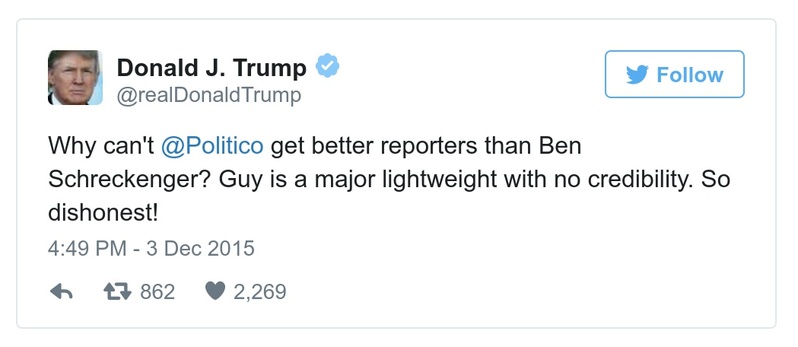 Donald J. Trump
@realDonaldTrump
Follow
Why can't @Politico get better reporters than Ben
Schreckenger? Guy is a major lightweight with no credibility. So
dishonest!
4:49 PM - 3 Dec 2015
862 2,269